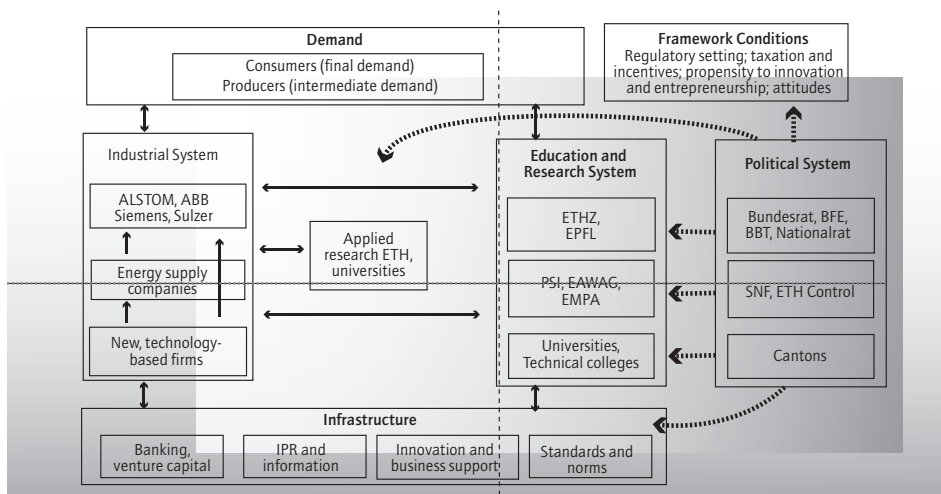 Demand
Consumers (final demand)
Producers (intermediate demand)
Framework Conditions
Regulatory setting; taxation and
incentives; propensity to innovation
and entrepreneurship; attitudes
Industrial System
ALSTOM, ABB
Siemens, Sulzer
Energy supply
companies
New, technology-
based firms
Applied
research ETH,
universities
Education and
Research System
ETHZ,
EPFL
PSI, EAWAG,
EMPA
Universities,
Technical colleges
Political System
Bundesrat, BFE,
BBT, Nationalrat
SNF, ETH Control
Cantons
Infrastructure
Banking,
venture capital
IPR and
information
Innovation and
business support
Standards and
norms